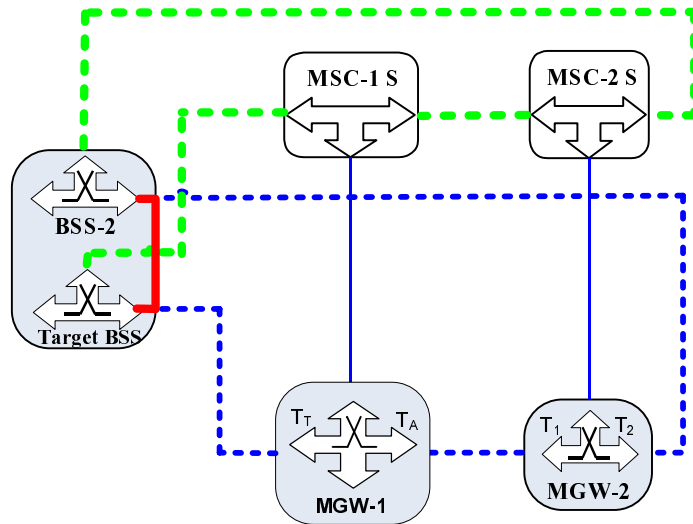 MSC-1 S
MSC-2 S
BSS-2
Target BSS
T_T T_A
MGW-1
T_1 T_2
MGW-2